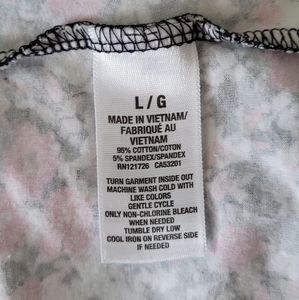 L / G
MADE IN VIETNAM/
FABRIQUÉ AU
VIETNAM
95% COTTON/COTON
5% SPANDEX/SPANDEX
RN121726 CA53201
TURN GARMENT INSIDE OUT
MACHINE WASH COLD WITH
LIKE COLORS
GENTLE CYCLE
ONLY NON-CHLORINE BLEACH
WHEN NEEDED
TUMBLE DRY LOW
COOL IRON ON REVERSE SIDE
IF NEEDED